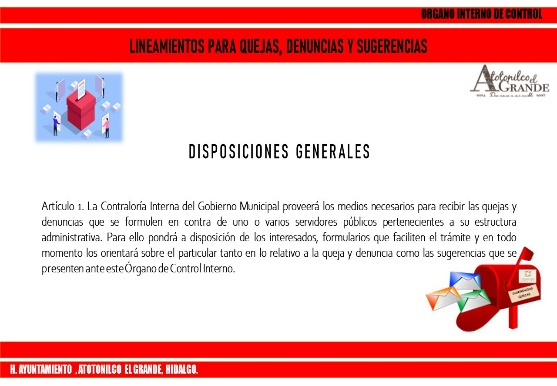 ORGANO INTERNO DE CONTROL
LINEAMIENTOS PARA QUEJAS, DENUNCIAS Y SUGERENCIAS
Atotonilco el
GRANDE
DISPOSICIONES GENERALES
Artículo 1. La Contraloría Interna del Gobierno Municipal proveerá los medios necesarios para recibir las quejas y
denuncias que se formulen en contra de uno o varios servidores públicos pertenecientes a su estructura
administrativa. Para ello pondrá a disposición de los interesados, formularios que faciliten el trámite y en todo
momento los orientará sobre el particular tanto en lo relativo a la queja y denuncia como las sugerencias que se
presenten ante este Órgano de Control Interno.
H. AYUNTAMIENTO , ATOTONILCO EL GRANDE, HIDALGO.